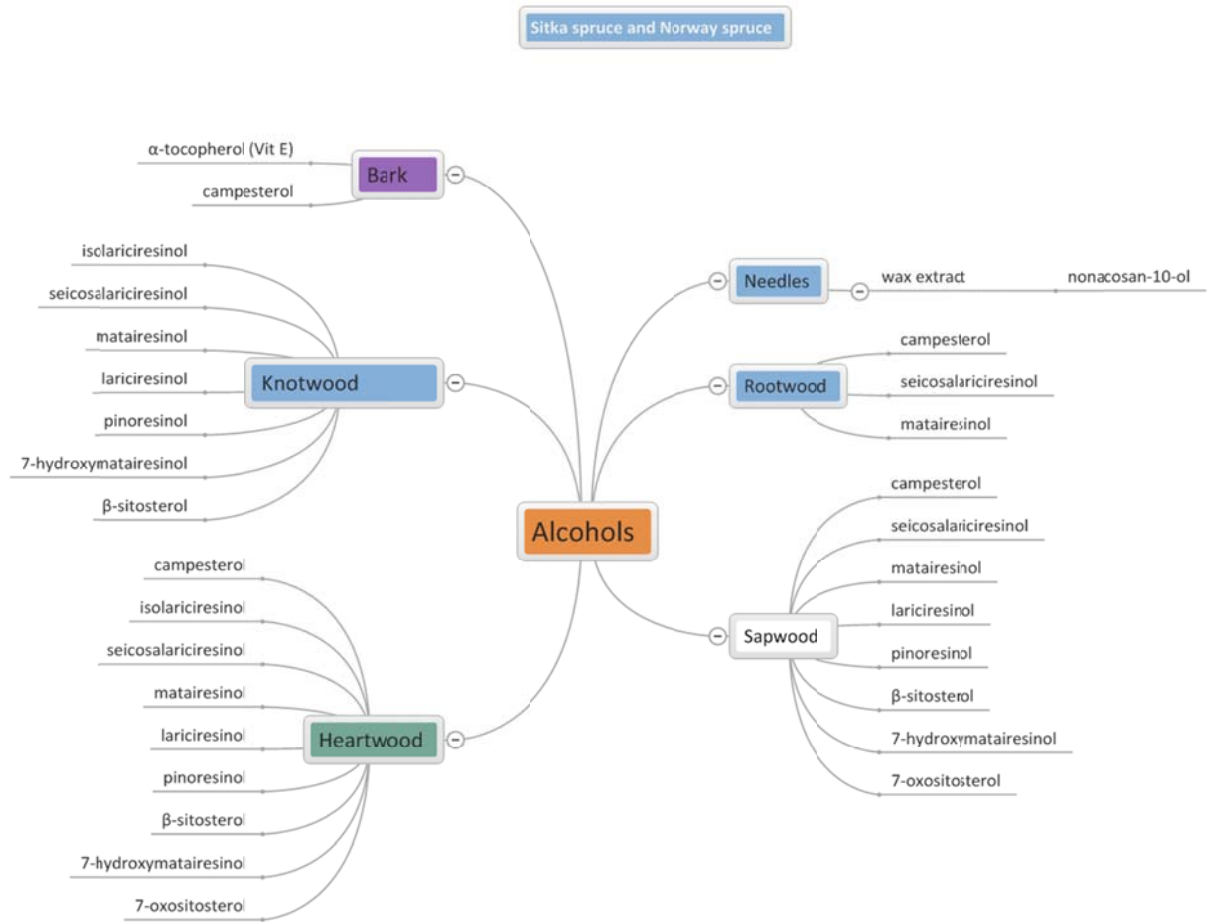 Sitka spruce and Norway spruce
Bark
α-tocopherol (Vit E)
campesterol
Knotwood
isolariciresinol
seicosalariciresinol
matairesinol
lariciresinol
pinoresinol
7-hydroxymatairesinol
β-sitosterol
Heartwood
campesterol
isolariciresinol
seicosalariciresinol
matairesinol
lariciresinol
pinoresinol
β-sitosterol
7-hydroxymatairesinol
7-oxositosterol
Alcohols
Needles
wax extract
nonacosan-10-ol
Rootwood
campesterol
seicosalariciresinol
matairesinol
Sapwood
campesterol
seicosalariciresinol
matairesinol
lariciresinol
pinoresinol
β-sitosterol
7-hydroxymatairesinol
7-oxositosterol